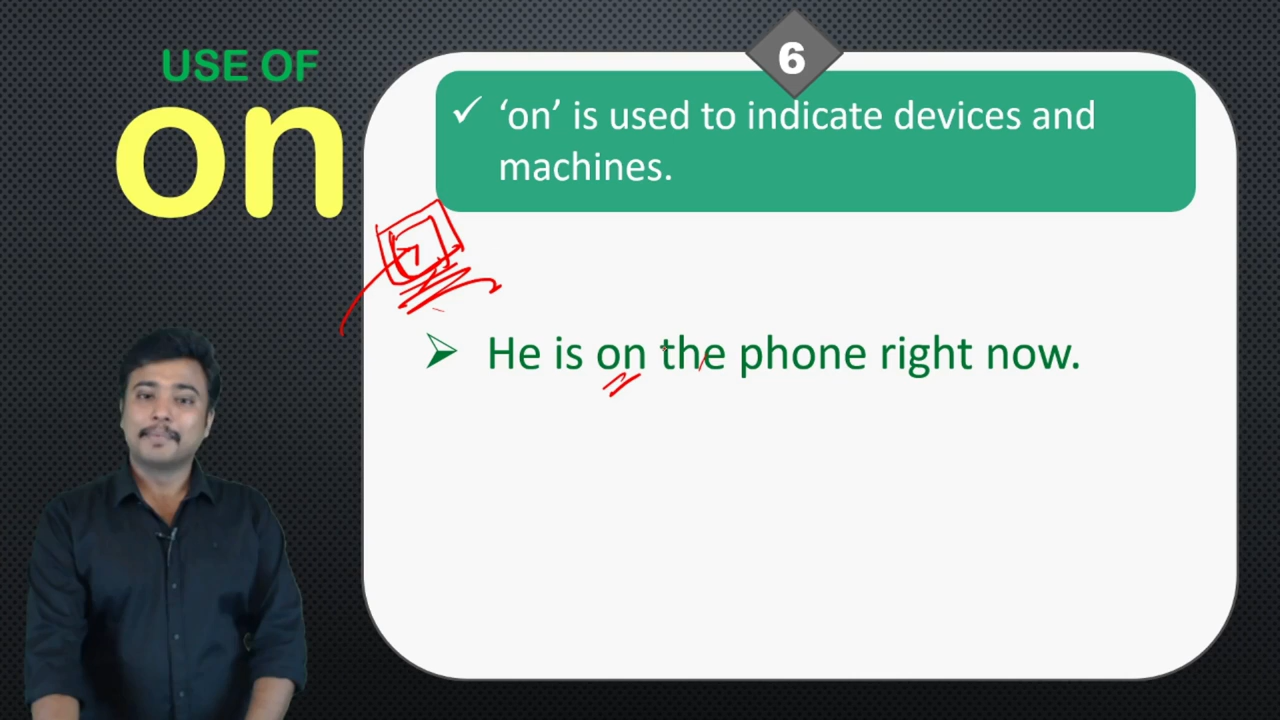 USE OF
on
6
✓ ‘on’ is used to indicate devices and
machines.
➢ He is on the phone right now.